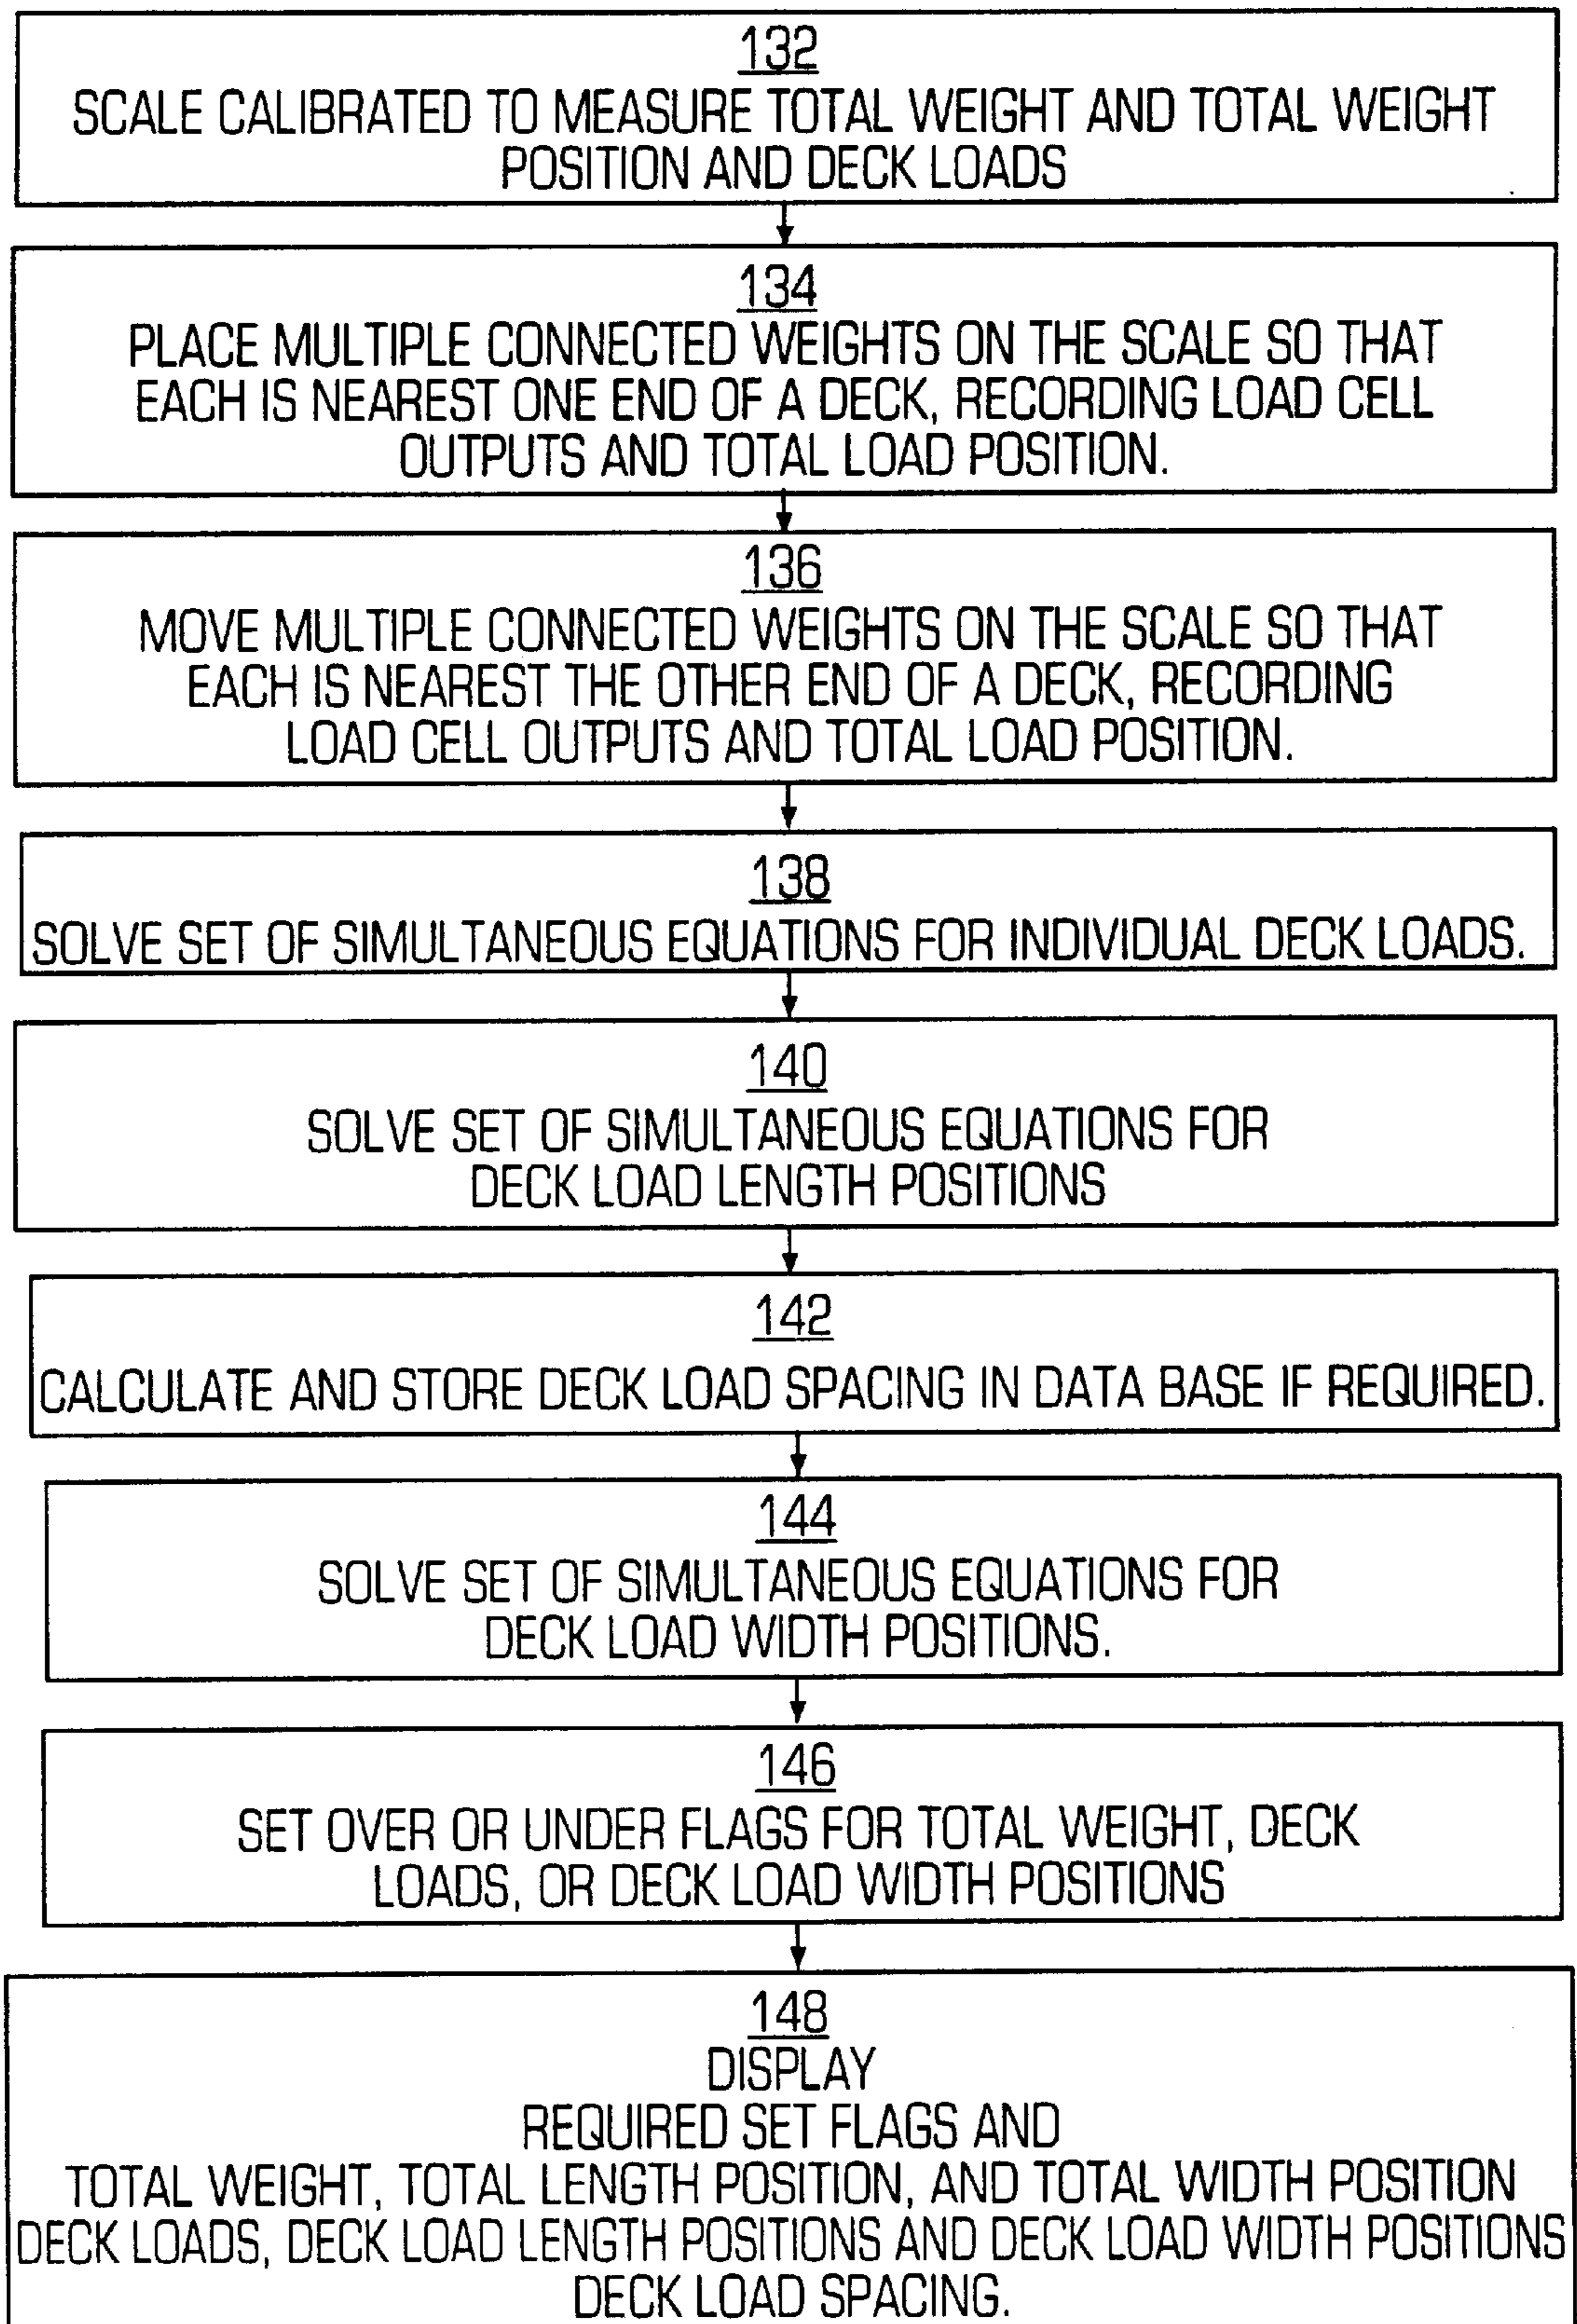 132
SCALE CALIBRATED TO MEASURE TOTAL WEIGHT AND TOTAL WEIGHT
POSITION AND DECK LOADS
134
PLACE MULTIPLE CONNECTED WEIGHTS ON THE SCALE SO THAT
EACH IS NEAREST ONE END OF A DECK, RECORDING LOAD CELL
OUTPUTS AND TOTAL LOAD POSITION.
136
MOVE MULTIPLE CONNECTED WEIGHTS ON THE SCALE SO THAT
EACH IS NEAREST THE OTHER END OF A DECK, RECORDING
LOAD CELL OUTPUTS AND TOTAL LOAD POSITION.
138
SOLVE SET OF SIMULTANEOUS EQUATIONS FOR INDIVIDUAL DECK LOADS.
140
SOLVE SET OF SIMULTANEOUS EQUATIONS FOR
DECK LOAD LENGTH POSITIONS
142
CALCULATE AND STORE DECK LOAD SPACING IN DATA BASE IF REQUIRED.
144
SOLVE SET OF SIMULTANEOUS EQUATIONS FOR
DECK LOAD WIDTH POSITIONS.
146
SET OVER OR UNDER FLAGS FOR TOTAL WEIGHT, DECK
LOADS, OR DECK LOAD WIDTH POSITIONS
148
DISPLAY
REQUIRED SET FLAGS AND
TOTAL WEIGHT, TOTAL LENGTH POSITION, AND TOTAL WIDTH POSITION
DECK LOADS, DECK LOAD LENGTH POSITIONS AND DECK LOAD WIDTH POSITIONS
DECK LOAD SPACING.